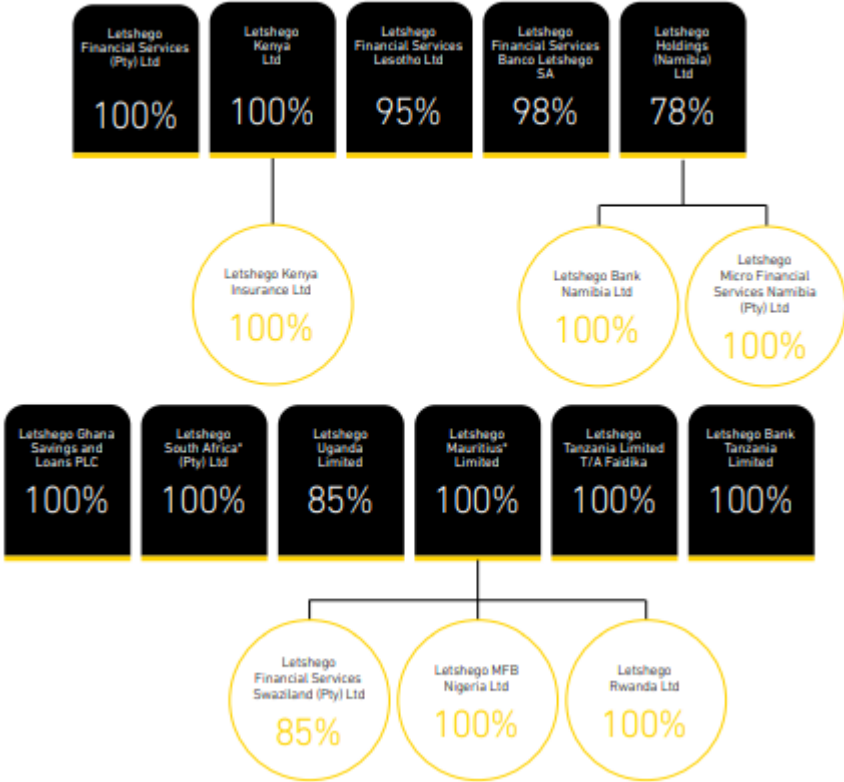 Letshego
Financial Services
(Pty) Ltd
100%
Letshego
Kenya
Ltd
100%
Letshego
Financial Services
Lesotho Ltd
95%
Letshego
Financial Services
Banco Letshego
SA
98%
Letshego
Holdings
(Namibia)
Ltd
78%
Letshego Kenya
Insurance Ltd
100%
Letshego Bank
Namibia Ltd
100%
Letshego
Micro Financial
Services Namibia
(Pty) Ltd
100%
Letshego Ghana
Savings and
Loans PLC
100%
Letshego
South Africa*
(Pty) Ltd
100%
Letshego
Uganda
Limited
85%
Letshego
Mauritius*
Limited
100%
Letshego
Tanzania Limited
T/A Faidika
100%
Letshego Bank
Tanzania
Limited
100%
Letshego
Financial Services
Swaziland (Pty) Ltd
85%
Letshego MFB
Nigeria Ltd
100%
Letshego
Rwanda Ltd
100%